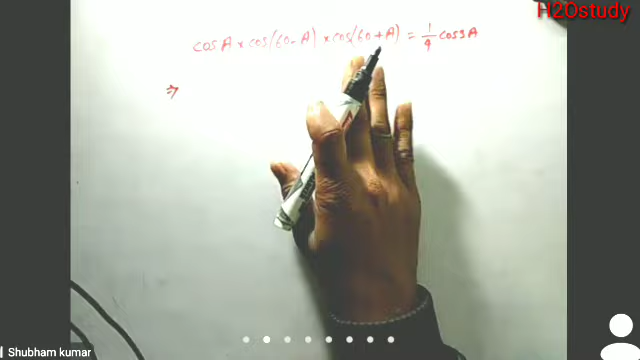 H2Ostudy
cos A × cos(60 - A) × cos(60 + A) = 1/4 cos 3A
⇒
Shubham kumar